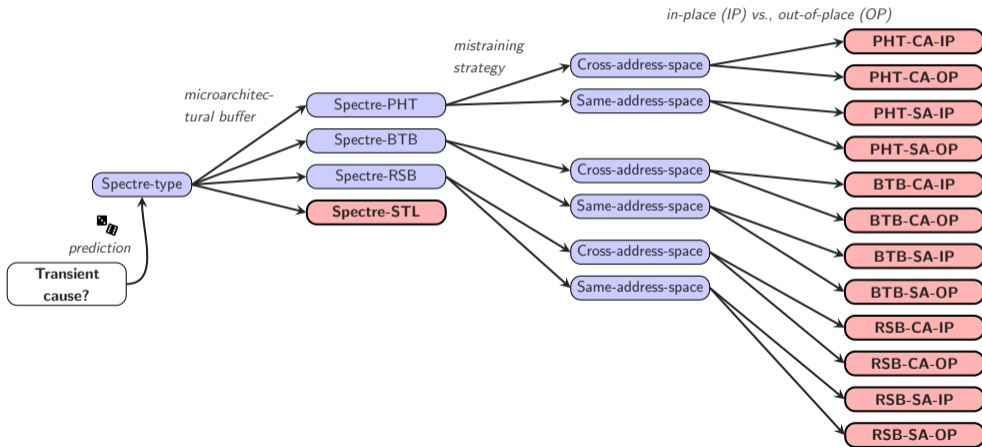 in-place (IP) vs., out-of-place (OP)
mistraining
strategy
microarchitec-
tural buffer
prediction
Transient
cause?
Spectre-type
Spectre-PHT
Spectre-BTB
Spectre-RSB
Spectre-STL
Cross-address-space
Same-address-space
Cross-address-space
Same-address-space
Cross-address-space
Same-address-space
PHT-CA-IP
PHT-CA-OP
PHT-SA-IP
PHT-SA-OP
BTB-CA-IP
BTB-CA-OP
BTB-SA-IP
BTB-SA-OP
RSB-CA-IP
RSB-CA-OP
RSB-SA-IP
RSB-SA-OP